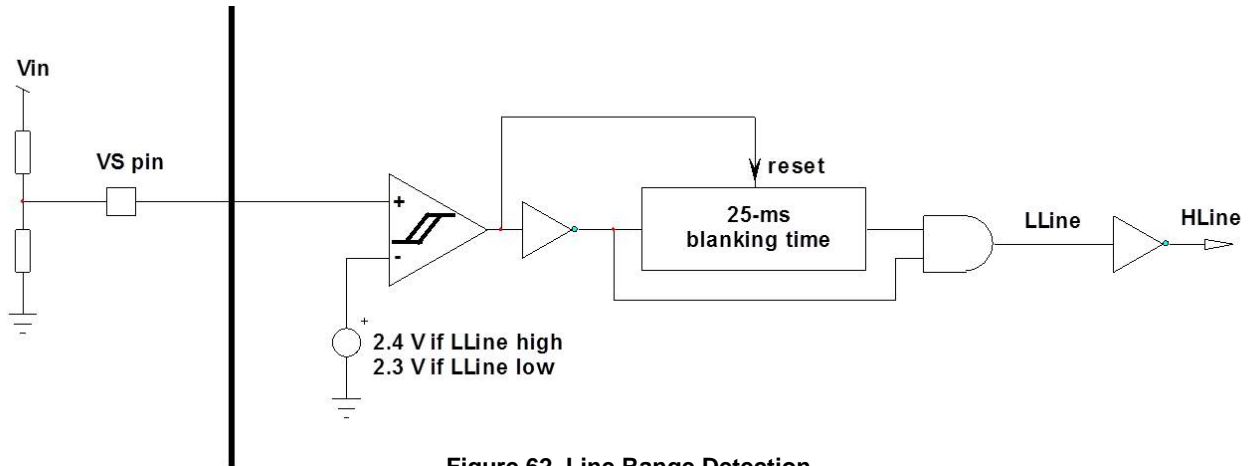 Vin
VS pin
+
-
+
2.4 V if LLine high
2.3 V if LLine low
reset
25-ms
blanking time
LLine
HLine
Figure 62. Line Range Detection